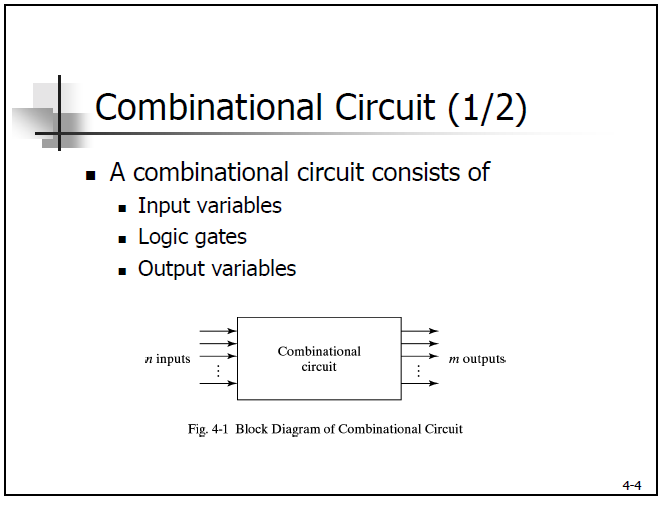 Combinational Circuit (1/2)
A combinational circuit consists of
Input variables
Logic gates
Output variables
n inputs
Combinational
circuit
m outputs
Fig. 4-1 Block Diagram of Combinational Circuit
4-4